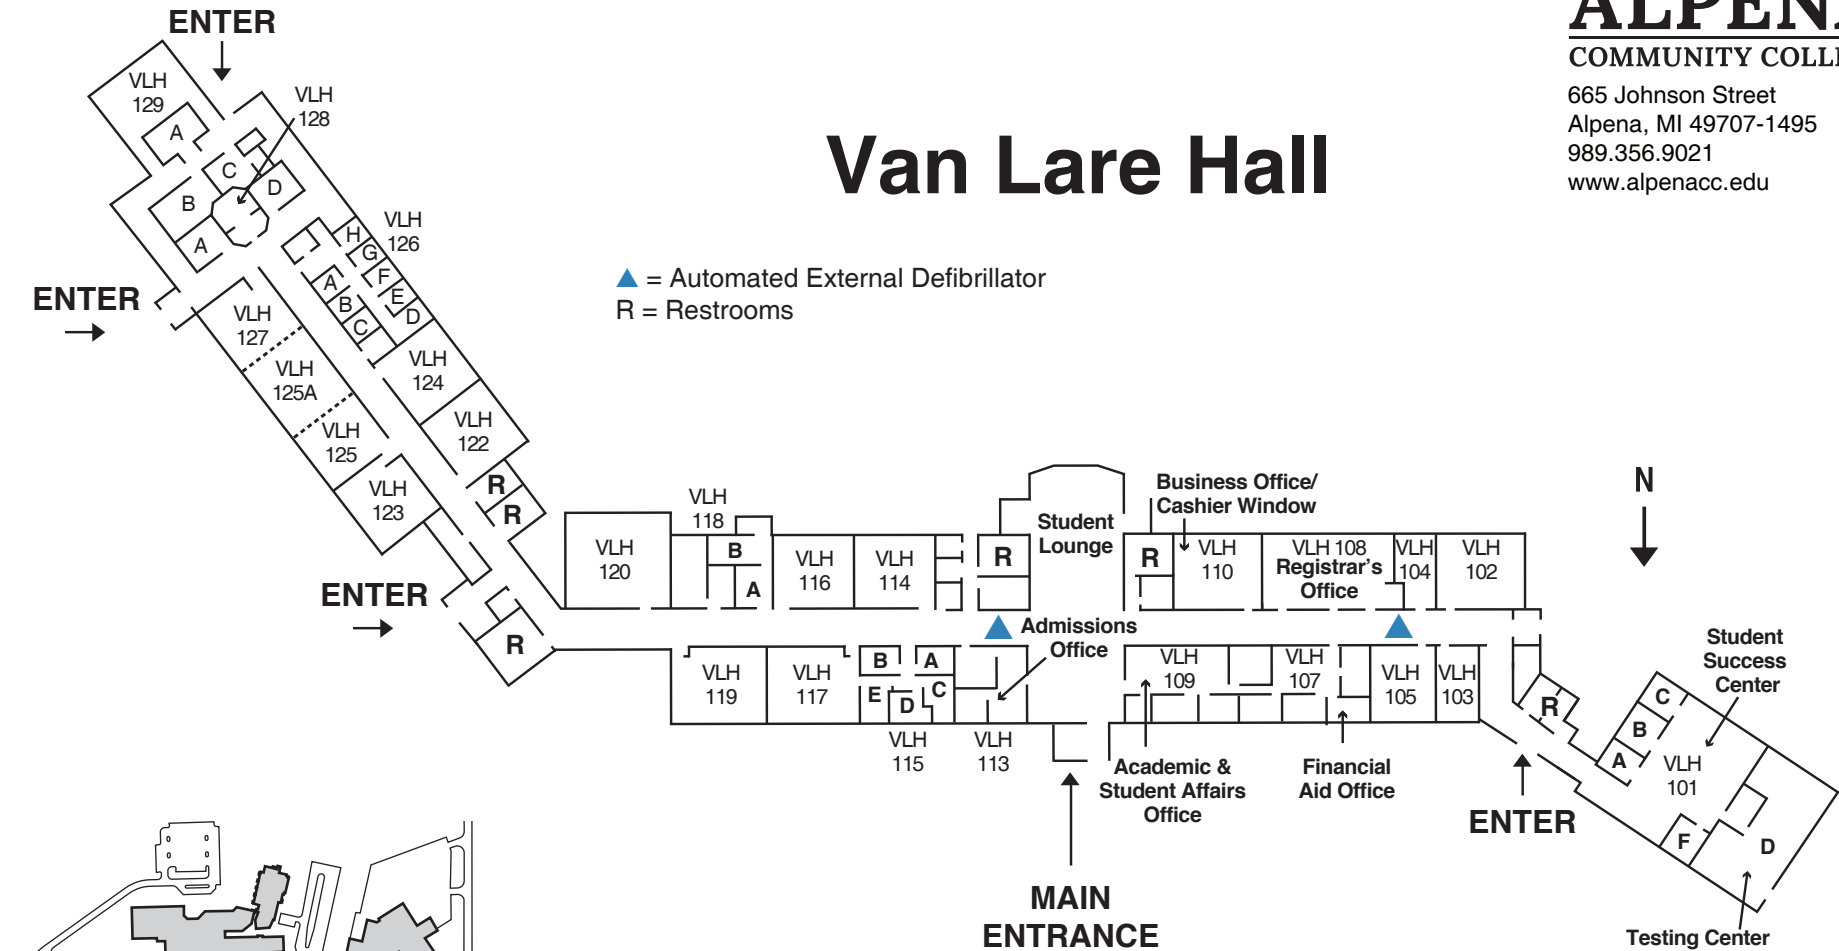 ENTER
COMMUNITY COLL
665 Johnson Street
Alpena, MI 49707-1495
989.356.9021
www.alpenacc.edu
Van Lare Hall
= Automated External Defibrillator
R = Restrooms
VLH
129
A
VLH
128
C
D
B
A
ENTER
VLH
126
H
G
F
E
D
A
B
C
VLH
127
VLH
125A
VLH
125
VLH
123
VLH
124
VLH
122
R
R
ENTER
R
VLH
120
VLH
118
B
A
VLH
116
VLH
114
R
Student
Lounge
Business Office/
Cashier Window
R
VLH
110
VLH 108
Registrar's
Office
VLH
104
VLH
102
N
Admissions
Office
VLH
119
VLH
117
B
A
E
D
C
VLH
115
VLH
113
VLH
109
VLH
107
VLH
105
VLH
103
Academic &
Student Affairs
Office
Financial
Aid Office
MAIN
ENTRANCE
ENTER
R
Student
Success
Center
C
B
A
VLH
101
F
D
Testing Center